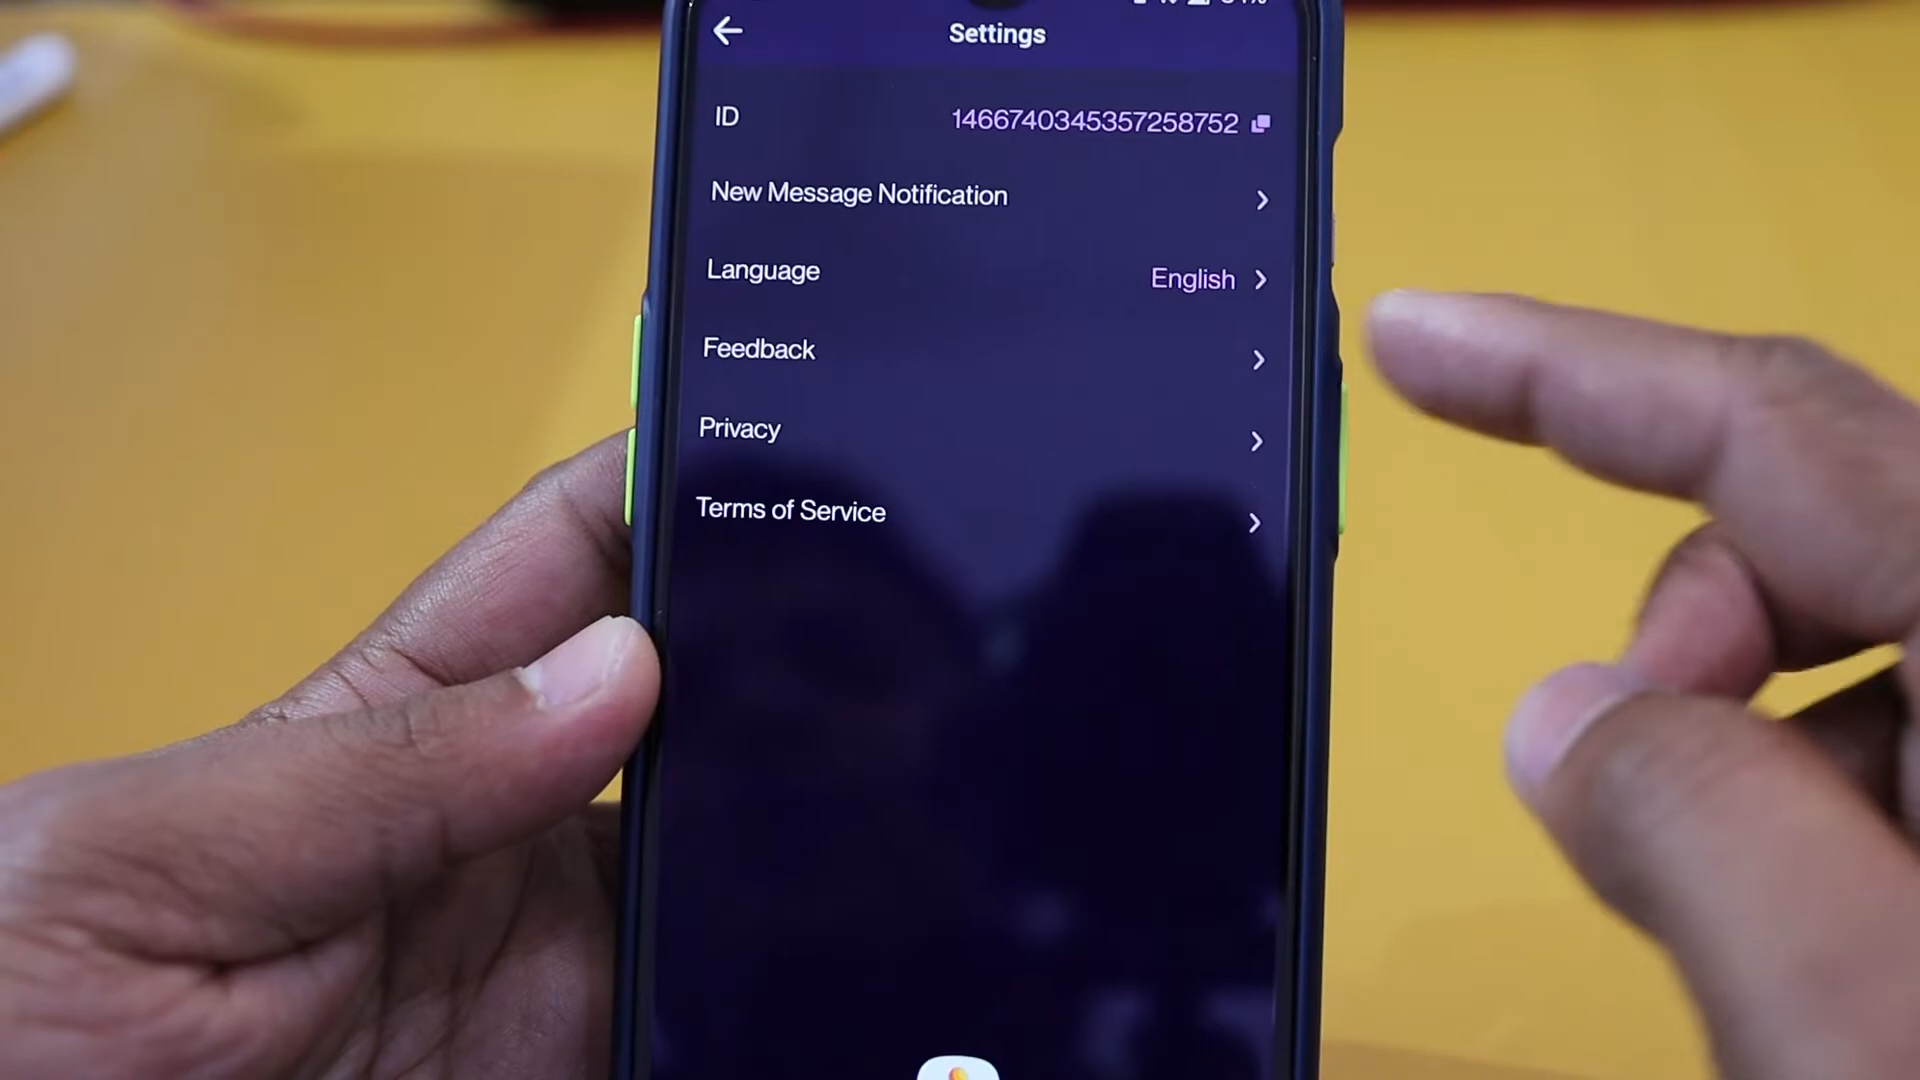 Settings
ID 1466740345357258752
New Message Notification
Language English
Feedback
Privacy
Terms of Service